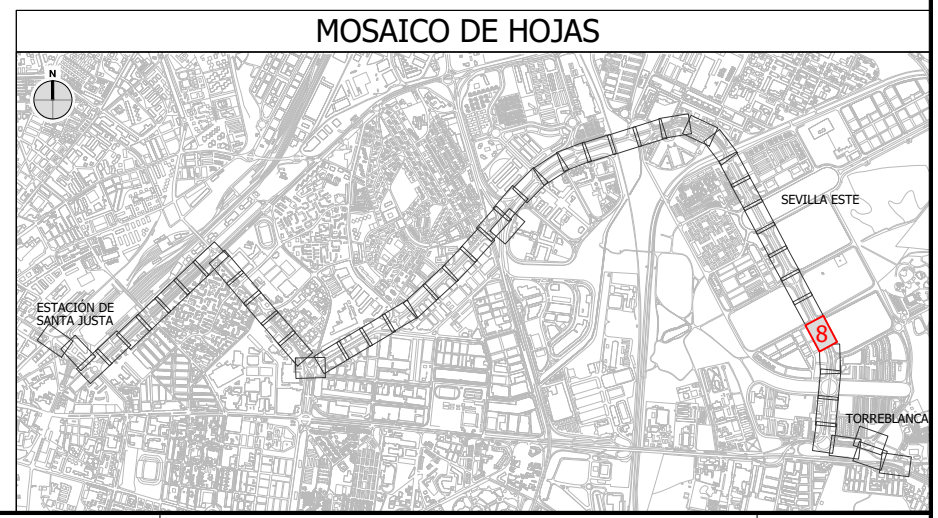 MOSAICO DE HOJAS
N
SEVILLA ESTE
ESTACIÓN DE
SANTA JUSTA
8
TORREBLANCA